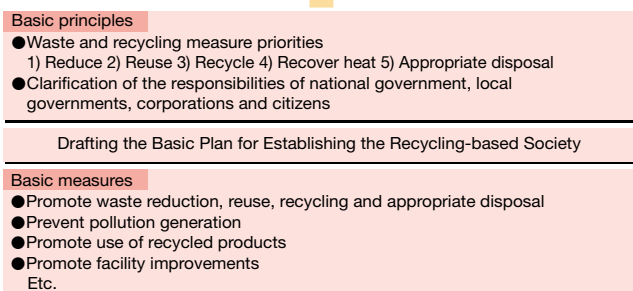 Basic principles
●Waste and recycling measure priorities
1) Reduce 2) Reuse 3) Recycle 4) Recover heat 5) Appropriate disposal
●Clarification of the responsibilities of national government, local
governments, corporations and citizens
Drafting the Basic Plan for Establishing the Recycling-based Society
Basic measures
●Promote waste reduction, reuse, recycling and appropriate disposal
●Prevent pollution generation
●Promote use of recycled products
●Promote facility improvements
Etc.